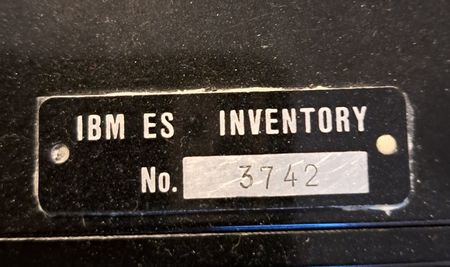 IBM ES INVENTORY
No. 3742